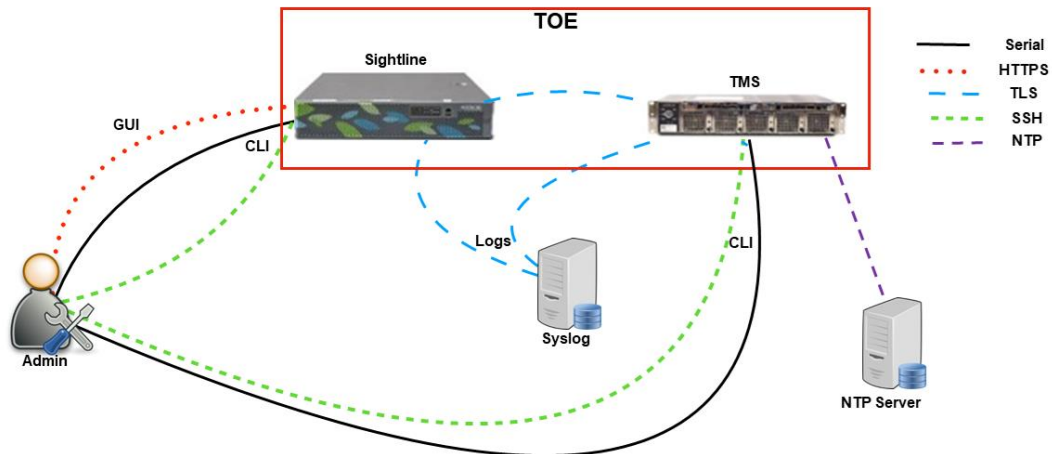 TOE
Sightline
TMS
Serial
HTTPS
TLS
SSH
NTP
GUI
CLI
Logs
CLI
Syslog
Admin
NTP Server